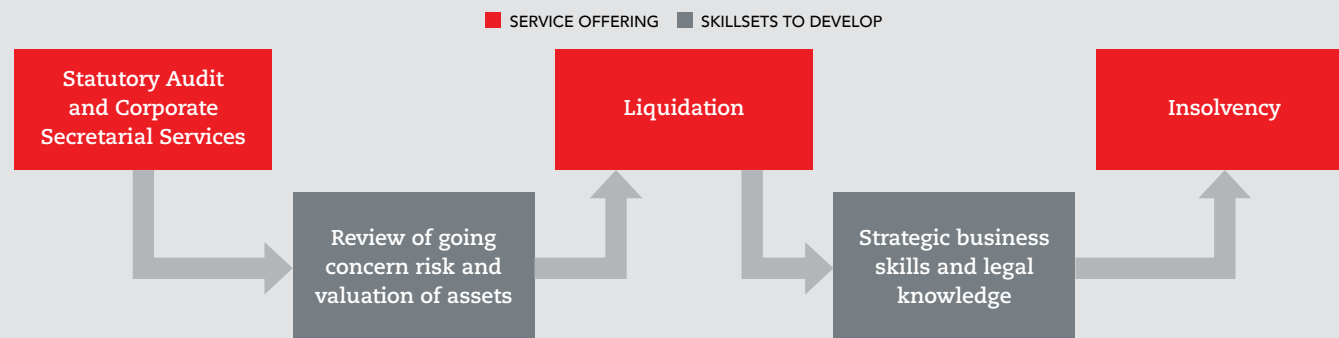 SERVICE OFFERING SKILLSETS TO DEVELOP
Statutory Audit
and Corporate
Secretarial Services
Review of going
concern risk and
valuation of assets
Liquidation
Strategic business
skills and legal
knowledge
Insolvency